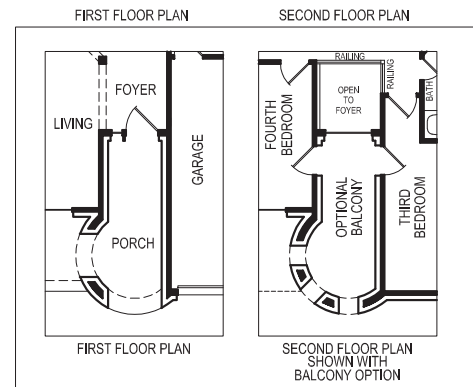 FIRST FLOOR PLAN
SECOND FLOOR PLAN
FOYER
LIVING
GARAGE
PORCH
FIRST FLOOR PLAN
RAILING
RAILING
OPEN
TO
FOYER
BATH
FOURTH
BEDROOM
OPTIONAL
BALCONY
THIRD
BEDROOM
SECOND FLOOR PLAN
SHOWN WITH
BALCONY OPTION